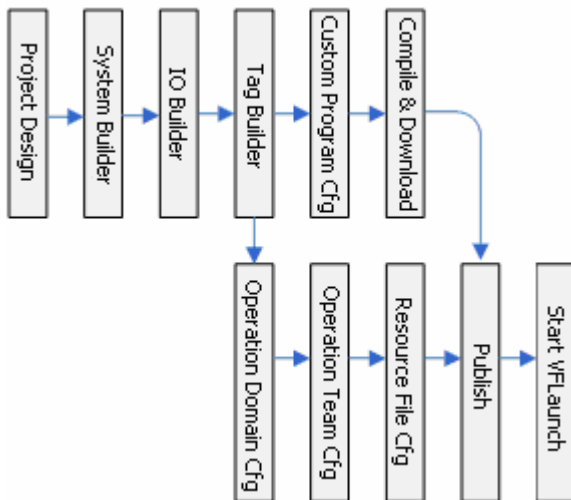 Project Design
System Builder
IO Builder
Tag Builder
Custom Program Cfg
Compile & Download
Operation Domain Cfg
Operation Team Cfg
Resource File Cfg
Publish
Start VFLaunch